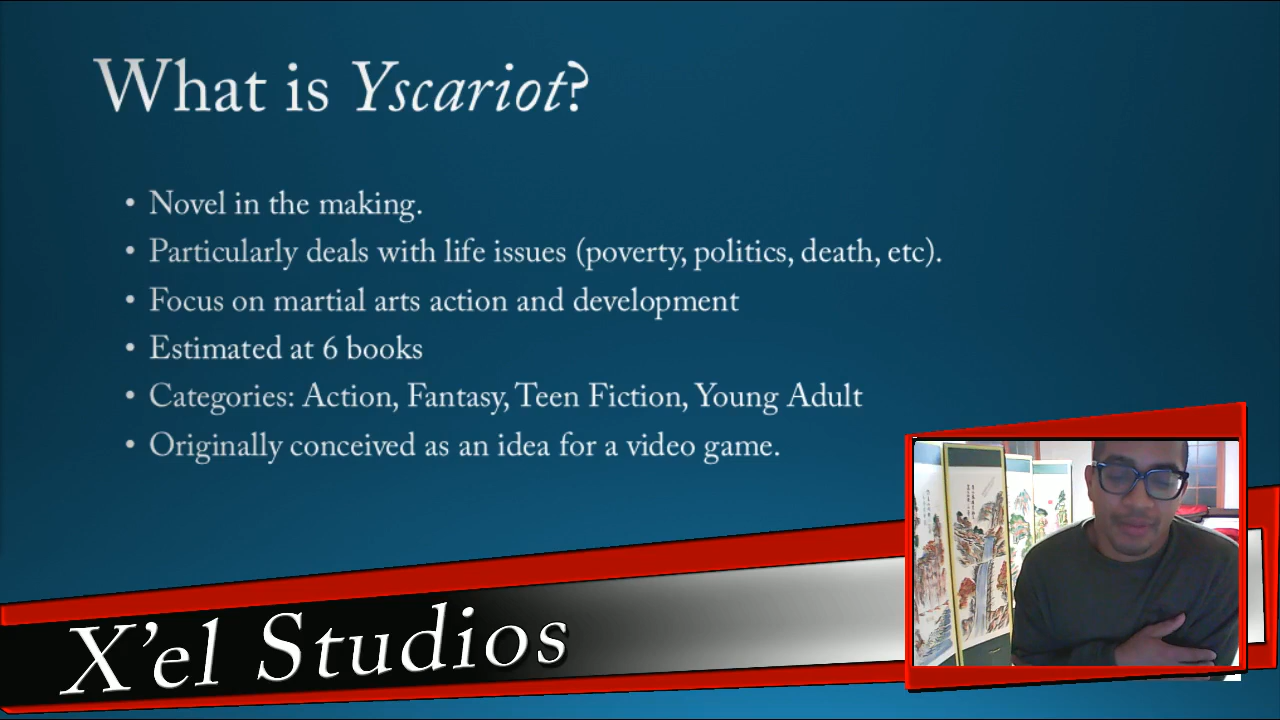 What is Yscariot?
• Novel in the making.
• Particularly deals with life issues (poverty, politics, death, etc).
• Focus on martial arts action and development
• Estimated at 6 books
• Categories: Action, Fantasy, Teen Fiction, Young Adult
• Originally conceived as an idea for a video game.
X'el Studios